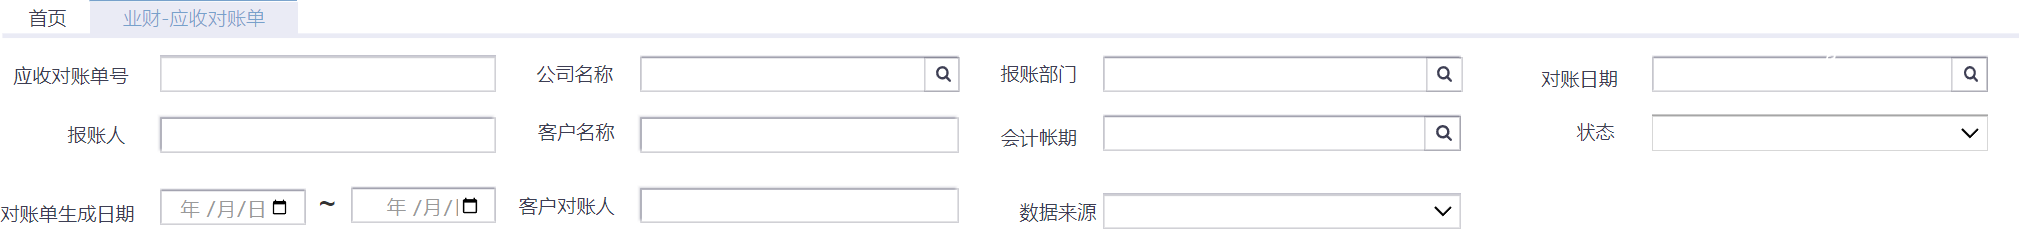 首页 业财-应收对账单
应收对账单号 公司名称 报账部门 对账日期
报账人 客户名称 会计帐期 状态
对账单生成日期 年/月/日 ~ 年/月/ 客户对账人 数据来源